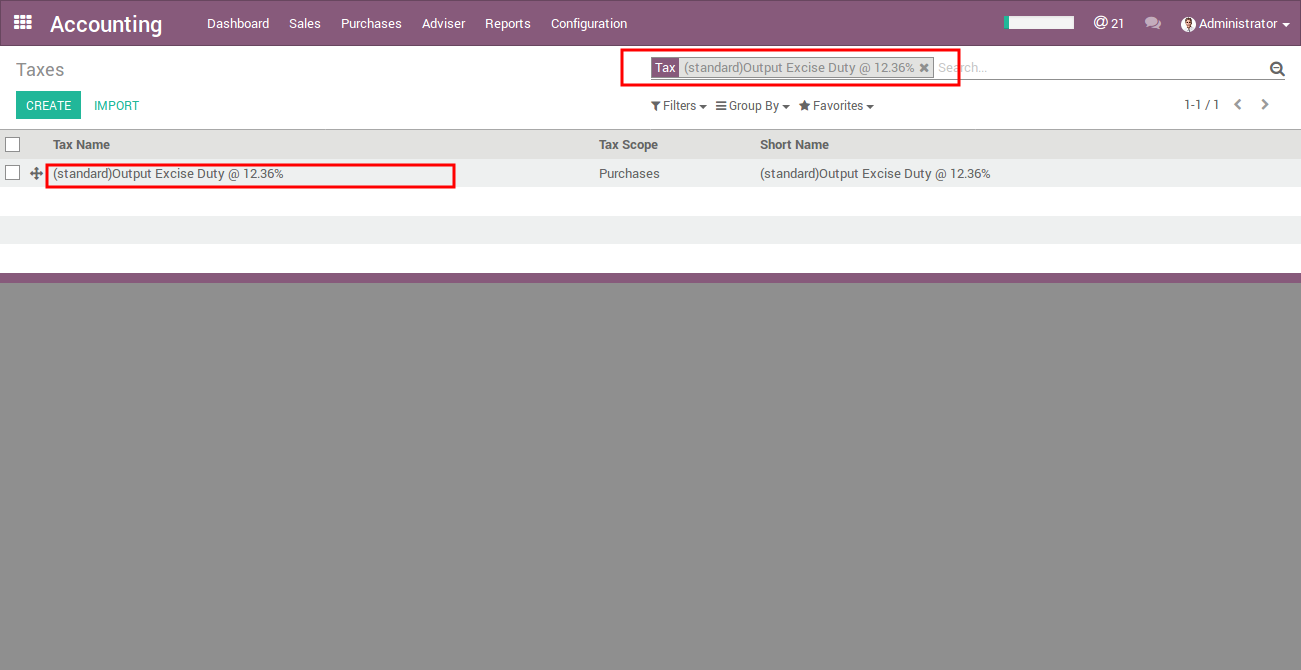 Accounting Dashboard Sales Purchases Adviser Reports Configuration @ 21 Administrator
Taxes
Tax (standard)Output Excise Duty @ 12.36% Search...
CREATE IMPORT Filters Group By Favorites 1-1 / 1
Tax Name Tax Scope Short Name
(standard)Output Excise Duty @ 12.36% Purchases (standard)Output Excise Duty @ 12.36%